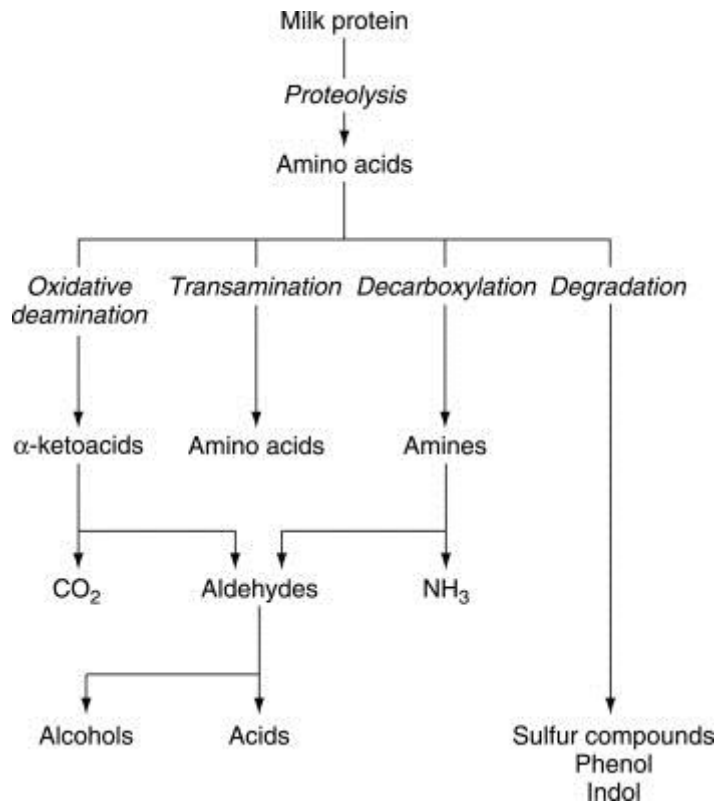 Milk protein
Proteolysis
Amino acids
Oxidative
deamination
Transamination
Decarboxylation
Degradation
α-ketoacids
Amino acids
Amines
CO₂
Aldehydes
NH₃
Alcohols
Acids
Sulfur compounds
Phenol
Indol